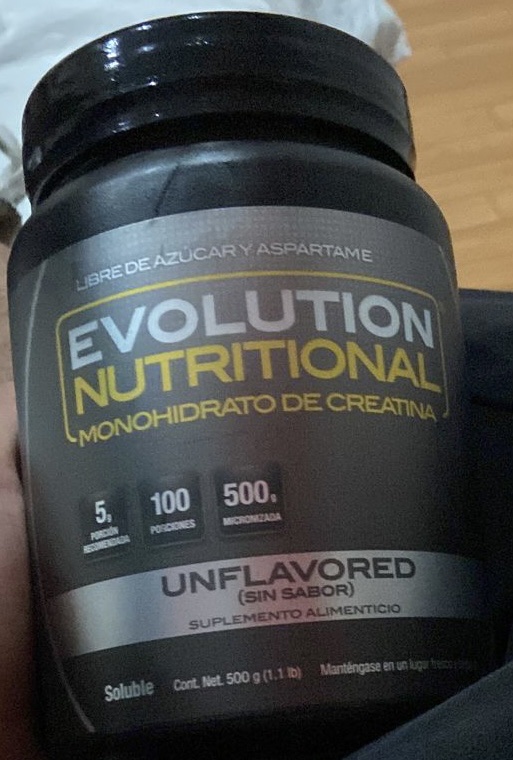 LIBRE DE AZÚCAR Y ASPARTAME
EVOLUTION
NUTRITIONAL
MONOHIDRATO DE CREATINA
5g
PORCIÓN
RECOMENDADA
100
PORCIONES
500g
MICRONIZADA
UNFLAVORED
(SIN SABOR)
SUPLEMENTO ALIMENTICIO
Soluble Cont. Net. 500 g (1.1 lb) Manténgase en un lugar fresco